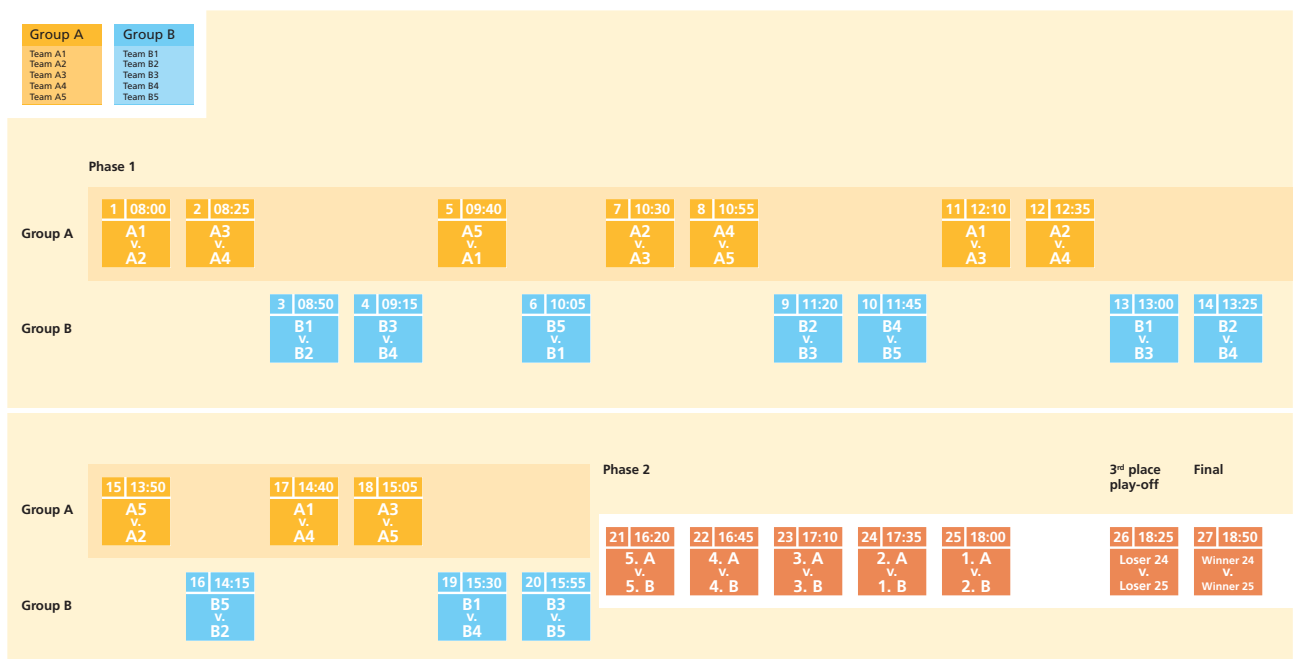 Group A
Team A1
Team A2
Team A3
Team A4
Team A5
Group B
Team B1
Team B2
Team B3
Team B4
Team B5
Phase 1
Group A
1 08:00
A1
v.
A2
2 08:25
A3
v.
A4
5 09:40
A5
v.
A1
7 10:30
A2
v.
A3
8 10:55
A4
v.
A5
11 12:10
A1
v.
A3
12 12:35
A2
v.
A4
Group B
3 08:50
B1
v.
B2
4 09:15
B3
v.
B4
6 10:05
B5
v.
B1
9 11:20
B2
v.
B3
10 11:45
B4
v.
B5
13 13:00
B1
v.
B3
14 13:25
B2
v.
B4
Group A
15 13:50
A5
v.
A2
17 14:40
A1
v.
A4
18 15:05
A3
v.
A5
Group B
16 14:15
B5
v.
B2
19 15:30
B1
v.
B4
20 15:55
B3
v.
B5
Phase 2
21 16:20
5. A
v.
5. B
22 16:45
4. A
v.
4. B
23 17:10
3. A
v.
3. B
24 17:35
2. A
v.
1. B
25 18:00
1. A
v.
2. B
3rd place
play-off
26 18:25
Loser 24
v.
Loser 25
Final
27 18:50
Winner 24
v.
Winner 25